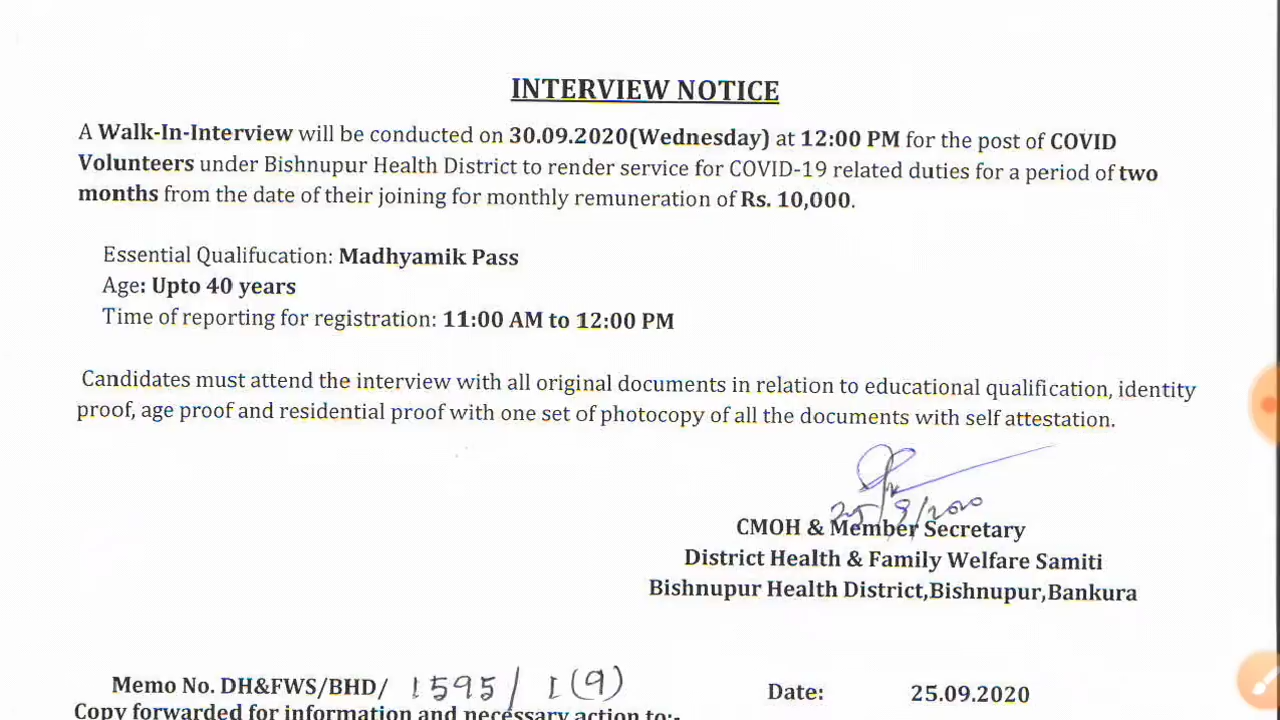 INTERVIEW NOTICE
A Walk-In-Interview will be conducted on 30.09.2020(Wednesday) at 12:00 PM for the post of COVID
Volunteers under Bishnupur Health District to render service for COVID-19 related duties for a period of two
months from the date of their joining for monthly remuneration of Rs. 10,000.
Essential Qualifucation: Madhyamik Pass
Age: Upto 40 years
Time of reporting for registration: 11:00 AM to 12:00 PM
Candidates must attend the interview with all original documents in relation to educational qualification, identity
proof, age proof and residential proof with one set of photocopy of all the documents with self attestation.
25/9/2020
CMOH & Member Secretary
District Health & Family Welfare Samiti
Bishnupur Health District,Bishnupur,Bankura
Memo No. DH&FWS/BHD/ 1595/1(9) Date: 25.09.2020
Copy forwarded for information and necessary action to:-